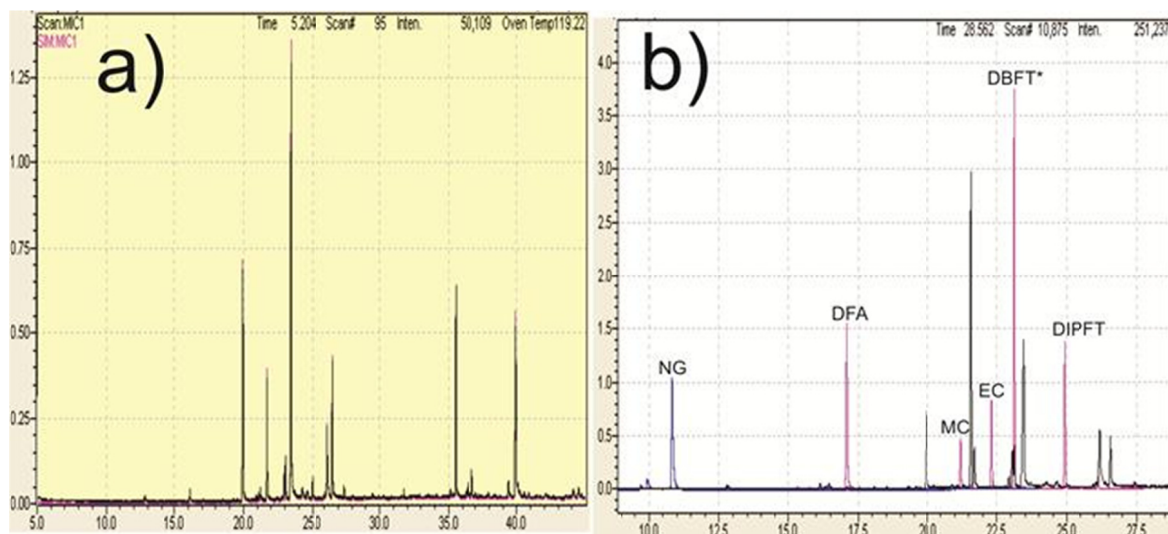 Scan:MIC1 Time 5.204 Scan# 95 Inten. 50,109 Oven Temp119.22
SIM:MIC1
a)
1.25
1.00
0.75
0.50
0.25
0.00
5.0 10.0 15.0 20.0 25.0 30.0 35.0 40.0
Time 28.562 Scan# 10,875 Inten. 251,237
b)
4.0
3.5
3.0
2.5
2.0
1.5
1.0
0.5
0.0
DBFT*
DFA
DIPFT
NG
EC
MC
10.0 12.5 15.0 17.5 20.0 22.5 25.0 27.5